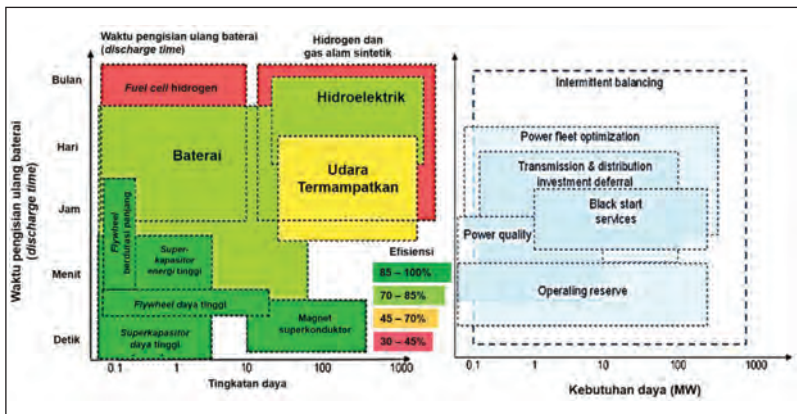 Waktu pengisian ulang baterai
(discharge time)
Hidrogen dan
gas alam sintetik
Waktu pengisian ulang baterai
(discharge time)
Bulan
Hari
Jam
Menit
Detik
Fuel cell hidrogen
Hidroelektrik
Baterai
Udara
Termampatkan
Flywheel
berdurasi panjang
Super-
kapasitor
energi tinggi
Flywheel daya tinggi
Superkapasitor
daya tinggi
Magnet
superkonduktor
Efisiensi
85 – 100%
70 – 85%
45 – 70%
30 – 45%
0.1 1 10 100 1000
Tingkatan daya
Intermittent balancing
Power fleet optimization
Transmission & distribution
investment deferral
Black start
services
Power quality
Operating reserve
0.1 1 10 100 1000
Kebutuhan daya (MW)